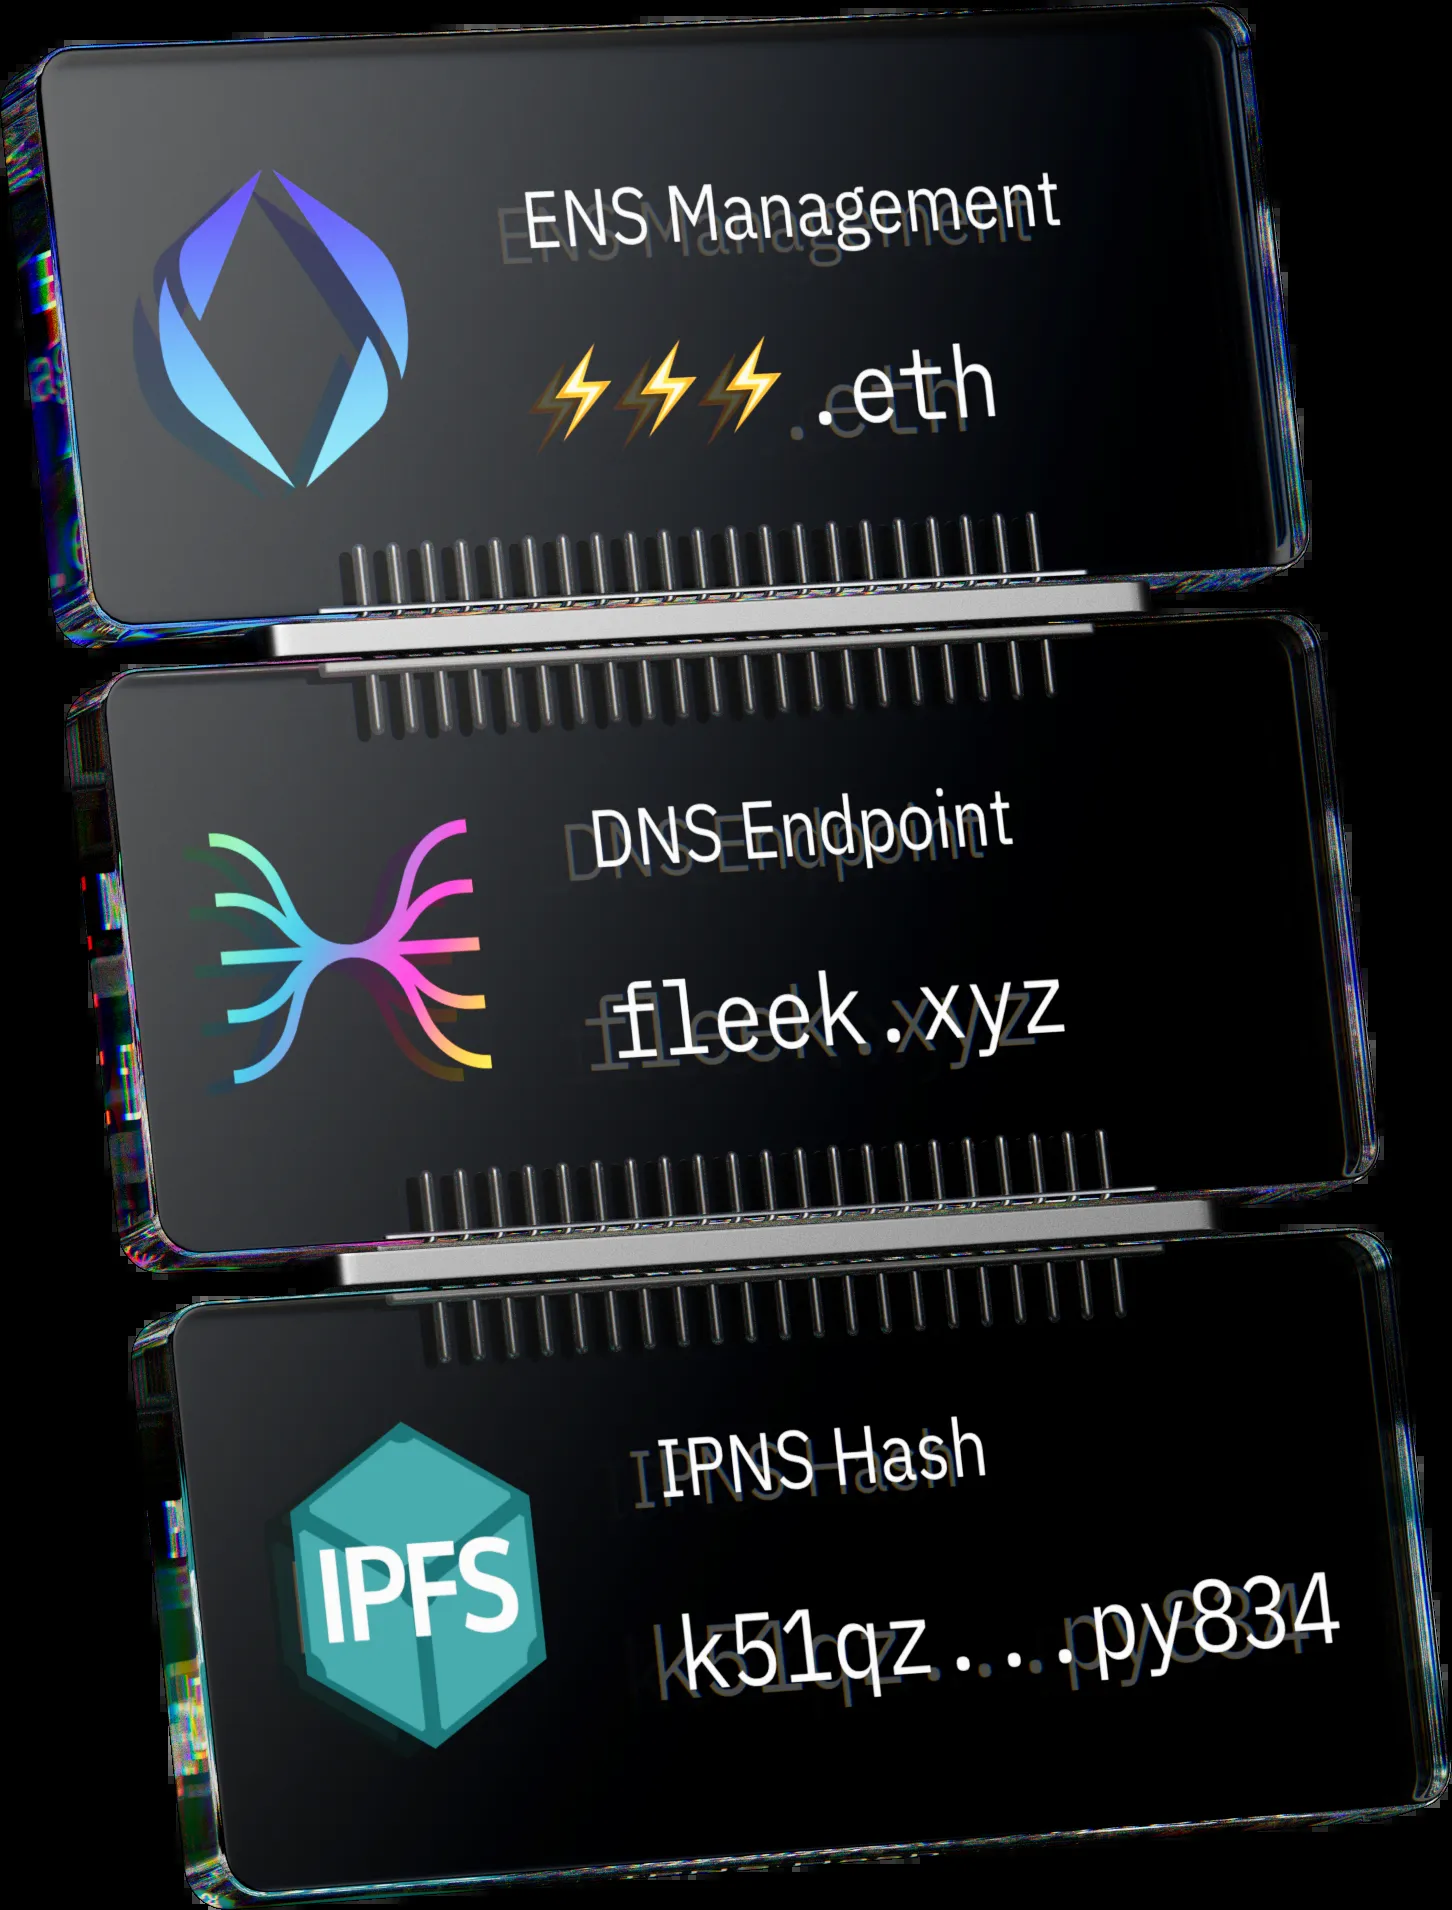 ENS Management
⚡⚡⚡.eth
DNS Endpoint
fleek.xyz
IPNS Hash
IPFS
k51qz....py834